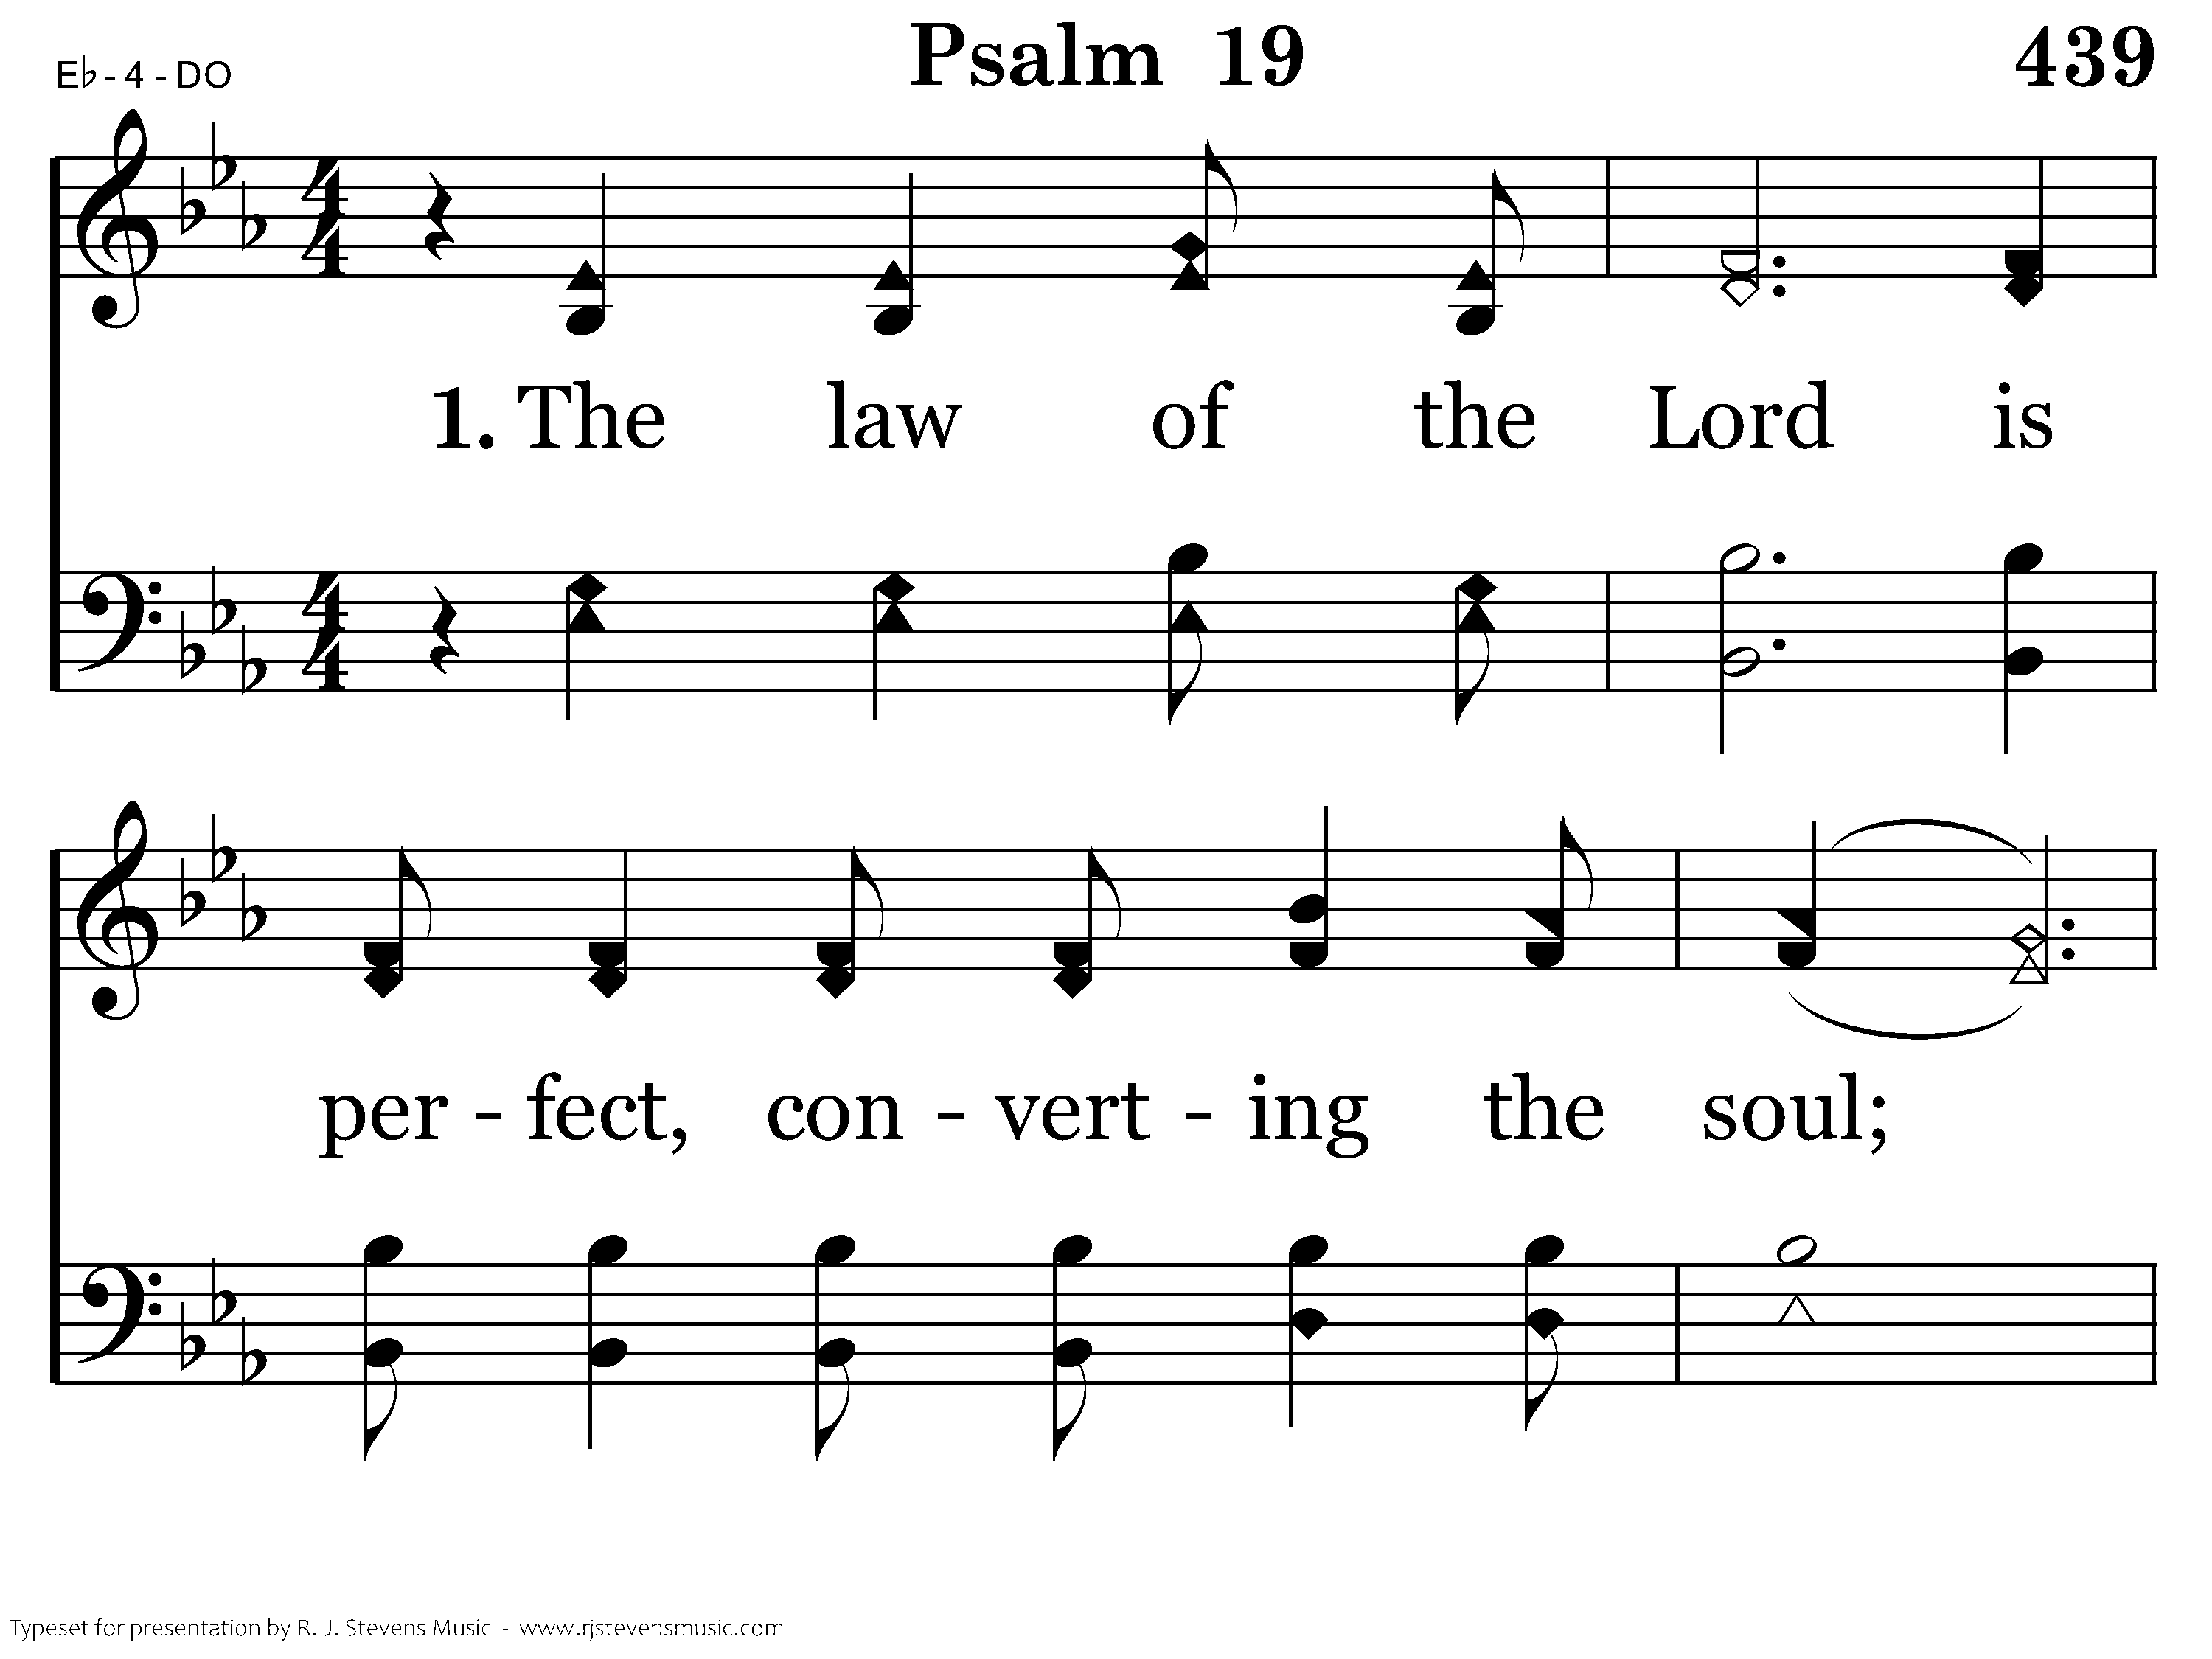 Psalm 19
439
E♭ - 4 - DO
1. The law of the Lord is
per - fect, con - vert - ing the soul;
Typeset for presentation by R. J. Stevens Music - www.rjstevensmusic.com